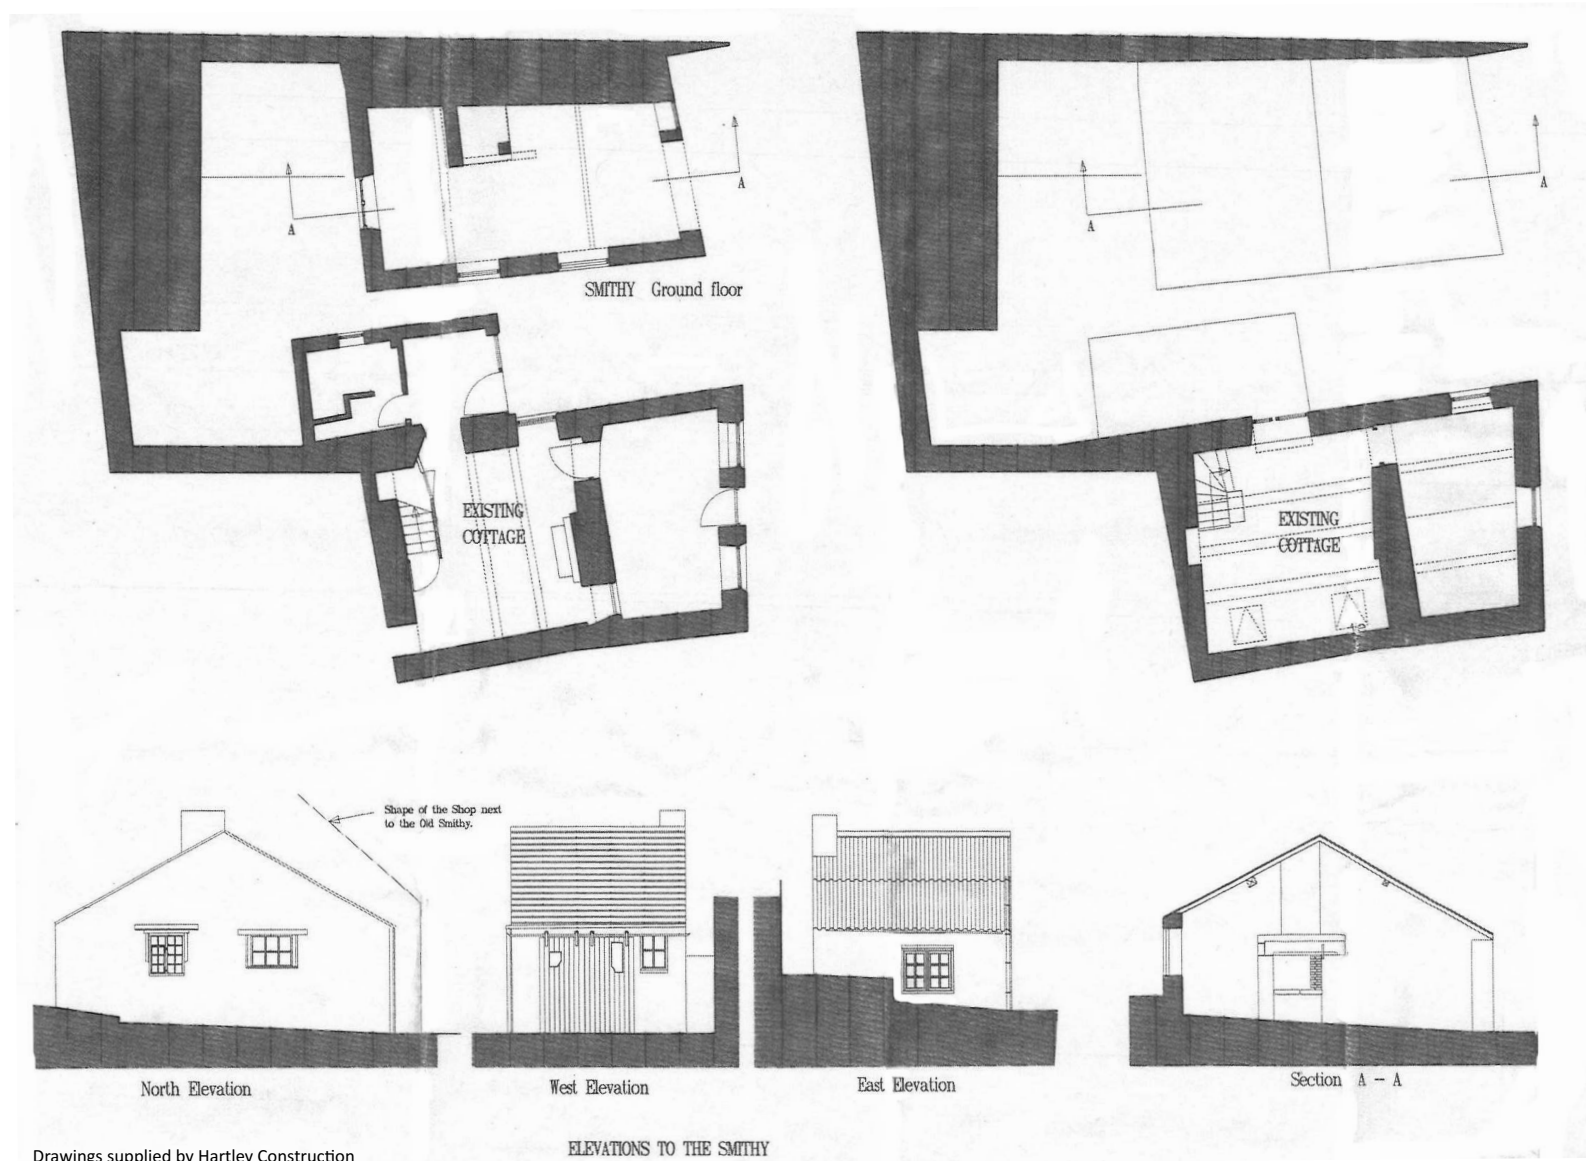 A
A
A
A
SMITHY Ground floor
EXISTING
COTTAGE
EXISTING
COTTAGE
Shape of the Shop next
to the Old Smithy.
North Elevation
West Elevation
East Elevation
Section A - A
ELEVATIONS TO THE SMITHY
Drawings supplied by Hartley Construction